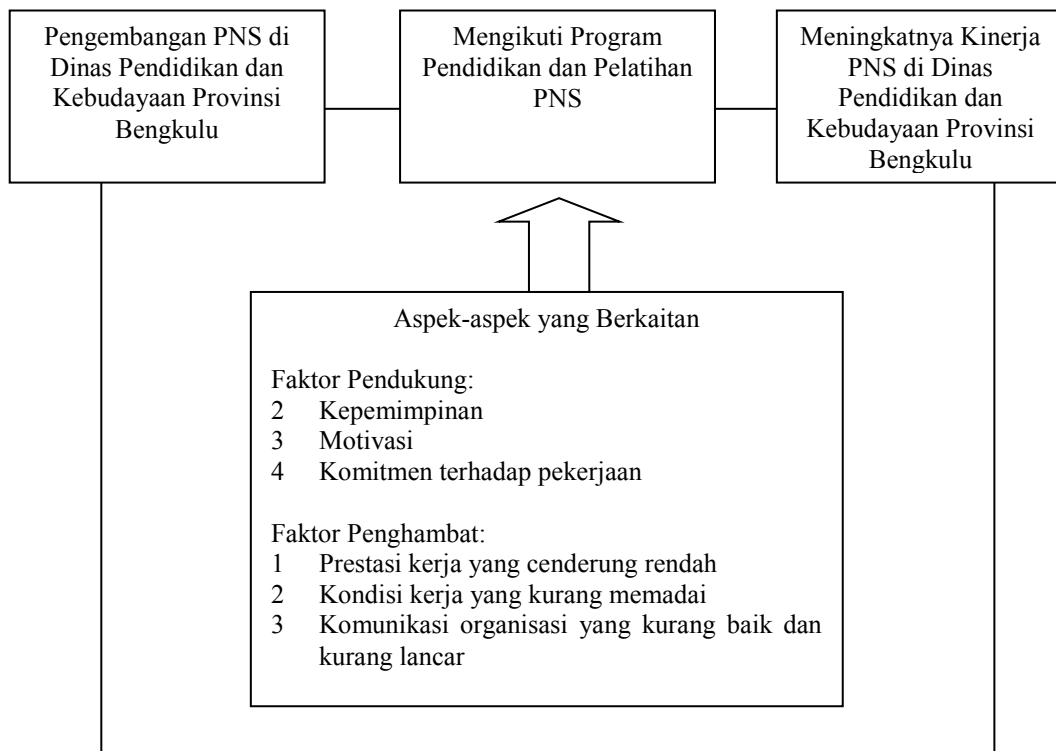 Pengembangan PNS di
Dinas Pendidikan dan
Kebudayaan Provinsi
Bengkulu
Mengikuti Program
Pendidikan dan Pelatihan
PNS
Meningkatnya Kinerja
PNS di Dinas
Pendidikan dan
Kebudayaan Provinsi
Bengkulu
Aspek-aspek yang Berkaitan
Faktor Pendukung:
2 Kepemimpinan
3 Motivasi
4 Komitmen terhadap pekerjaan
Faktor Penghambat:
1 Prestasi kerja yang cenderung rendah
2 Kondisi kerja yang kurang memadai
3 Komunikasi organisasi yang kurang baik dan
kurang lancar